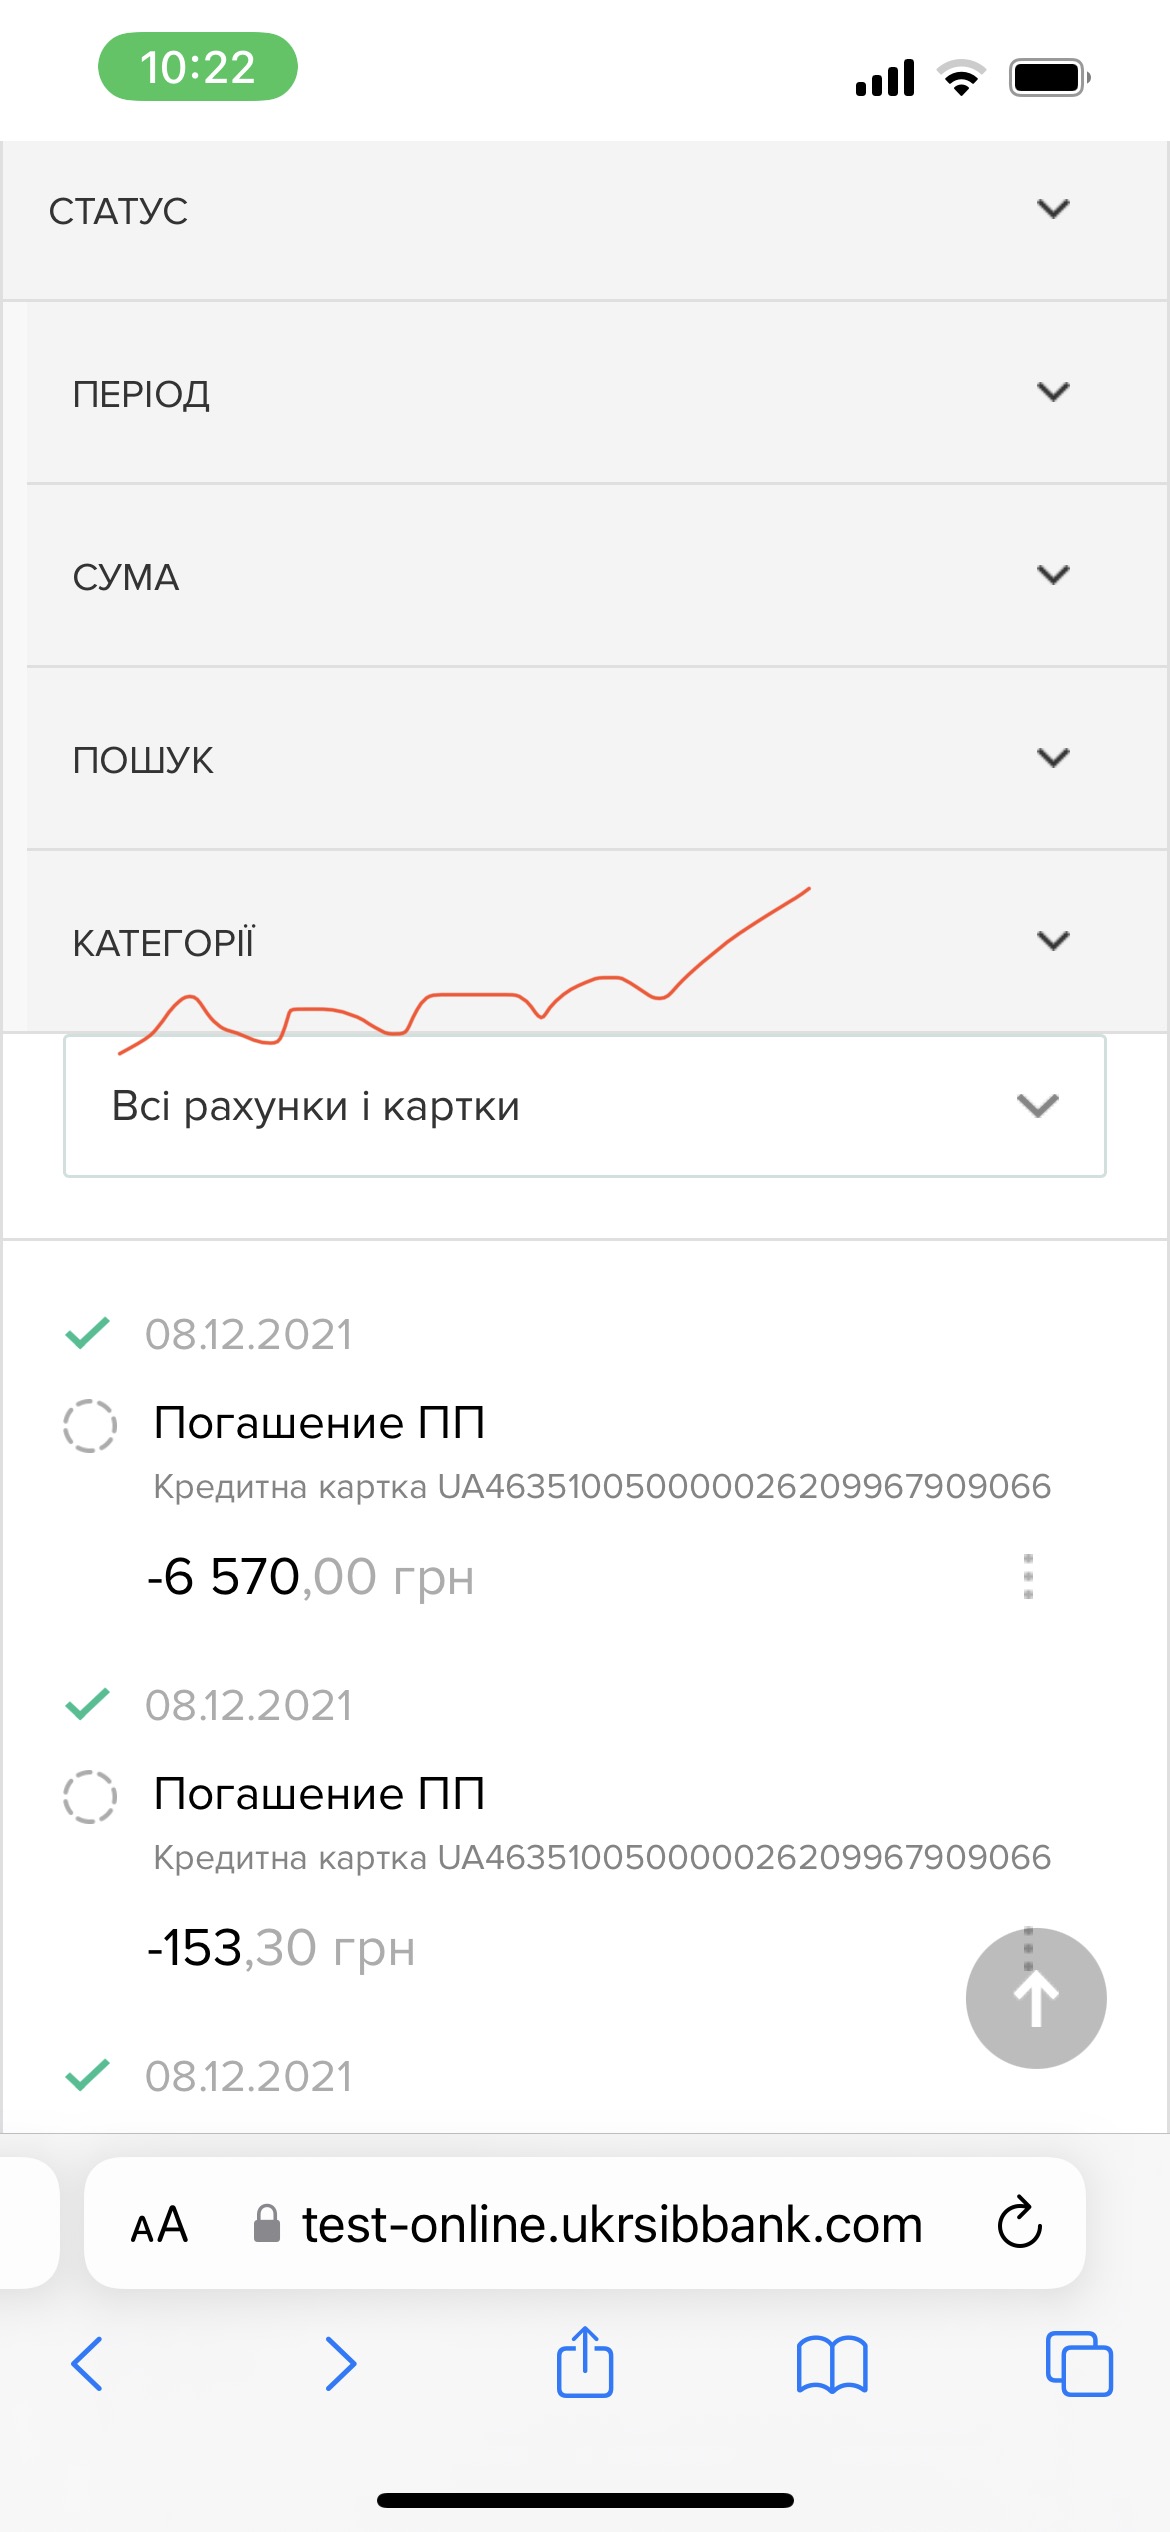 10:22
СТАТУС
ПЕРІОД
СУМА
ПОШУК
КАТЕГОРІЇ
Всі рахунки і картки
08.12.2021
Погашение ПП
Кредитна картка UA463510050000026209967909066
-6 570,00 грн
08.12.2021
Погашение ПП
Кредитна картка UA463510050000026209967909066
-153,30 грн
08.12.2021
AA test-online.ukrsibbank.com